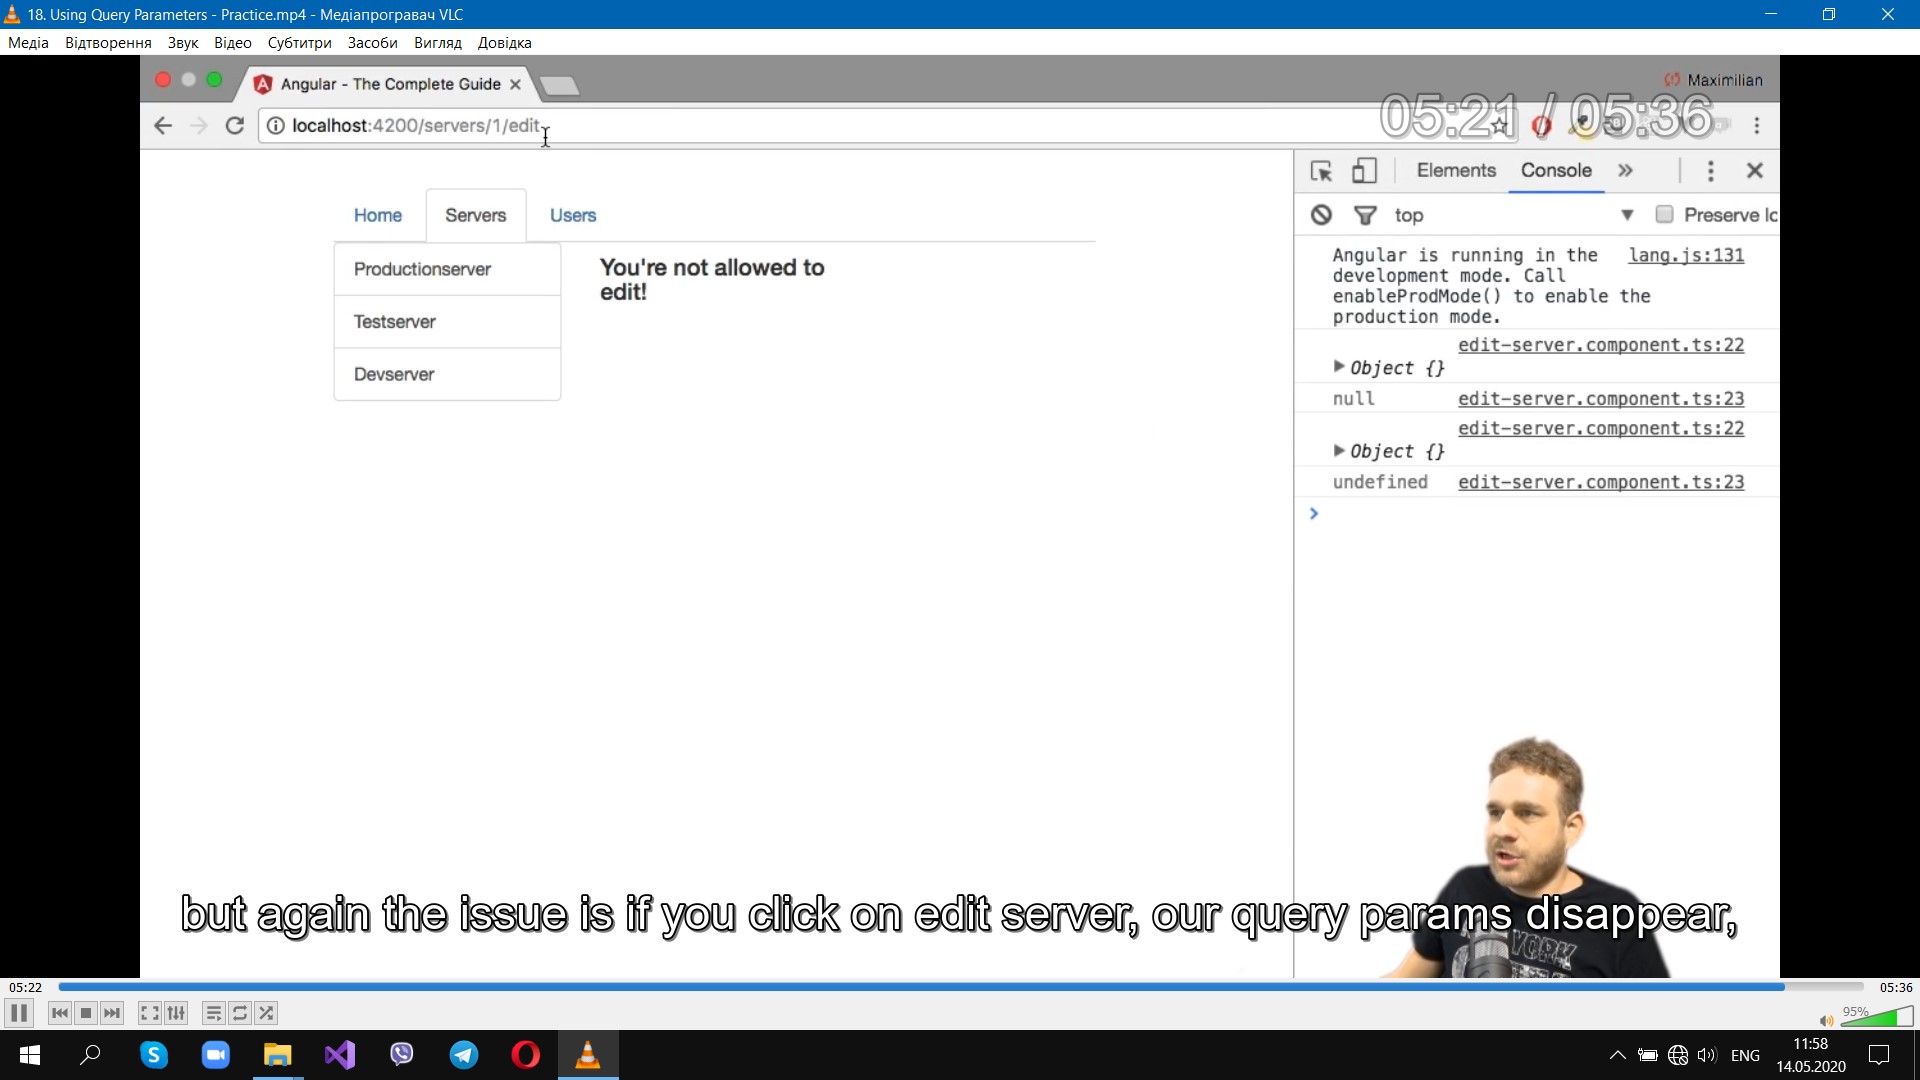 18. Using Query Parameters - Practice.mp4 - Медіапрогравач VLC
Медіа Відтворення Звук Відео Субтитри Засоби Вигляд Довідка
Angular - The Complete Guide
Maximilian
05:21 / 05:36
localhost:4200/servers/1/edit
Elements Console
top
Preserve lo
Home Servers Users
Productionserver
Testserver
Devserver
You're not allowed to
edit!
Angular is running in the lang.js:131
development mode. Call
enableProdMode() to enable the
production mode.
edit-server.component.ts:22
Object {}
null edit-server.component.ts:23
edit-server.component.ts:22
Object {}
undefined edit-server.component.ts:23
but again the issue is if you click on edit server, our query params disappear,
05:22
05:36
95%
ENG
11:58
14.05.2020